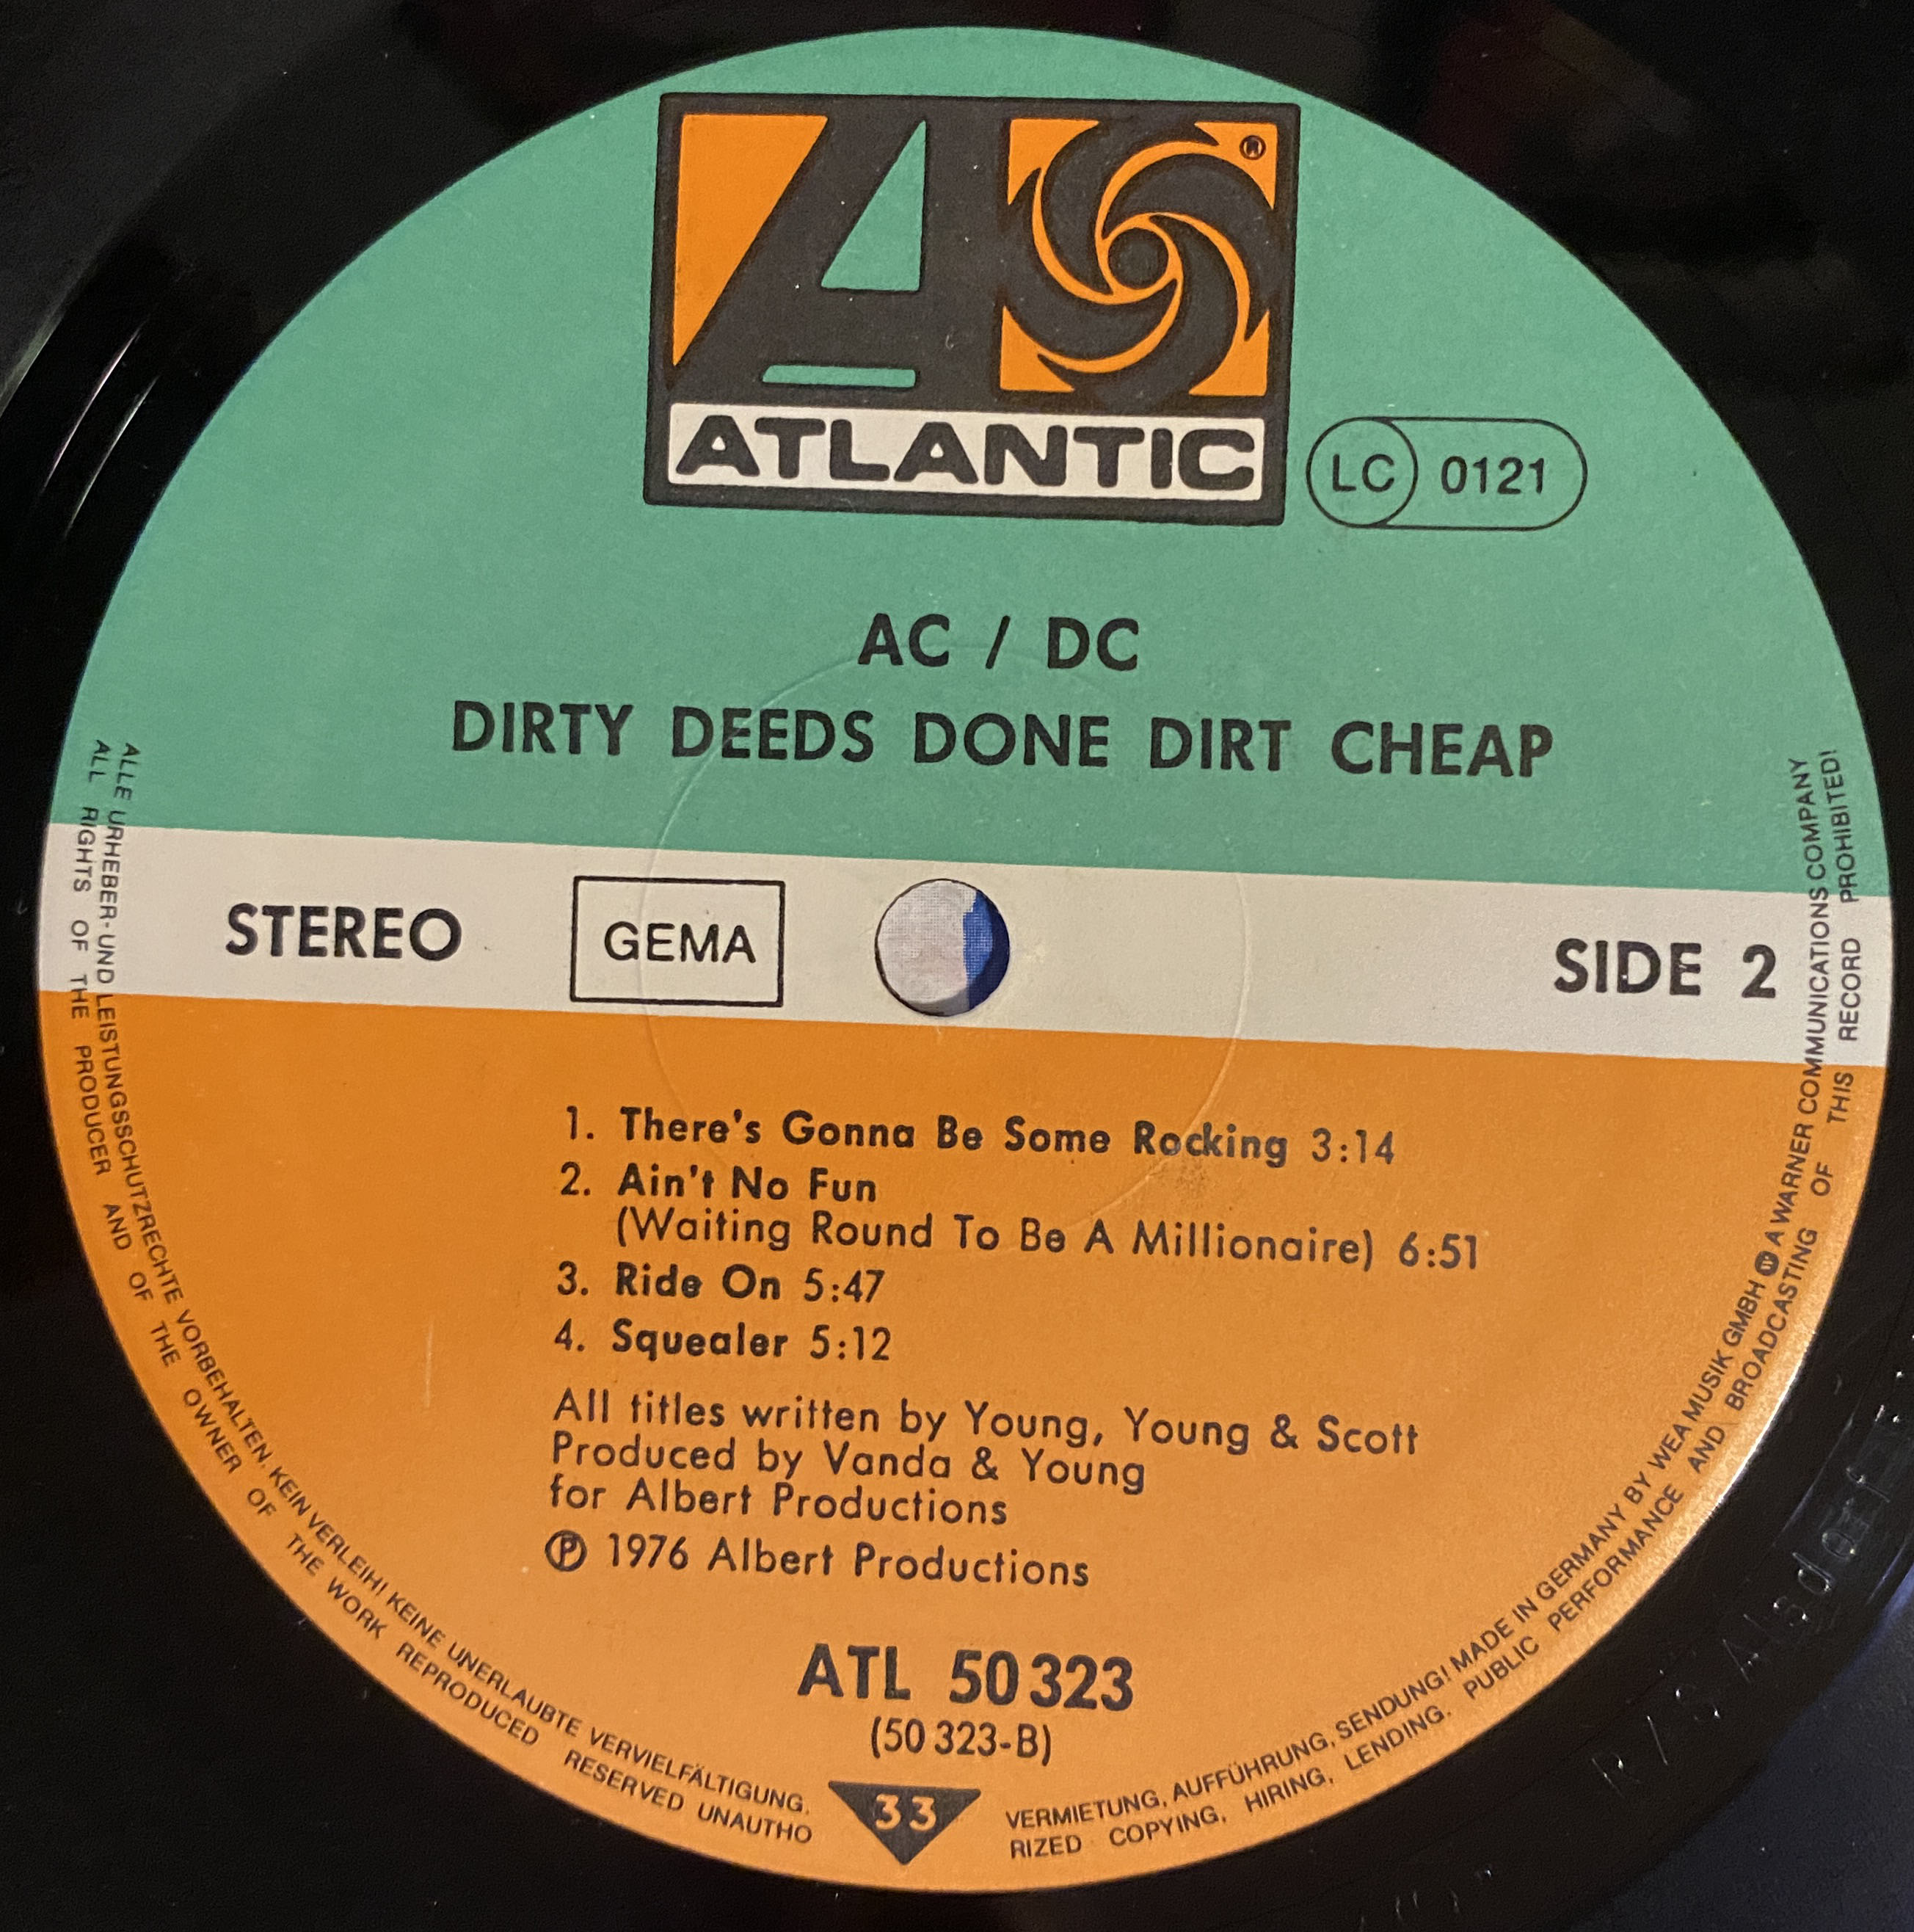 ®
ATLANTIC
LC 0121
AC / DC
DIRTY DEEDS DONE DIRT CHEAP
STEREO GEMA SIDE 2
1. There's Gonna Be Some Rocking 3:14
2. Ain't No Fun
(Waiting Round To Be A Millionaire) 6:51
3. Ride On 5:47
4. Squealer 5:12
All titles written by Young, Young & Scott
Produced by Vanda & Young
for Albert Productions
℗ 1976 Albert Productions
ATL 50 323
(50 323-B)
33
ALLE URHEBER- UND LEISTUNGSSCHUTZRECHTE VORBEHALTEN. KEIN VERLEIH! KEINE UNERLAUBTE VERVIELFÄLTIGUNG, VERMIETUNG, AUFFÜHRUNG, SENDUNG! MADE IN GERMANY BY WEA MUSIK GMBH A WARNER COMMUNICATIONS COMPANY
ALL RIGHTS OF THE PRODUCER AND OF THE OWNER OF THE WORK REPRODUCED RESERVED UNAUTHORIZED COPYING, HIRING, LENDING, PUBLIC PERFORMANCE AND BROADCASTING OF THIS RECORD PROHIBITED!